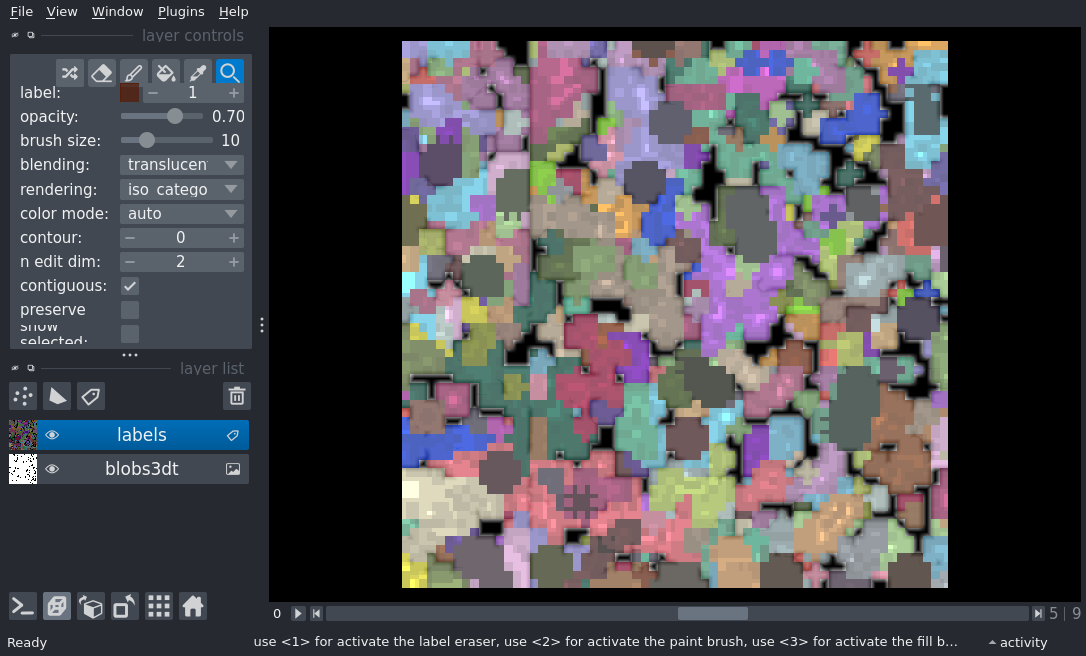 File View Window Plugins Help
layer controls
label: 1
opacity: 0.70
brush size: 10
blending: translucen
rendering: iso_catego
color mode: auto
contour: 0
n edit dim: 2
contiguous:
preserve
show
selected:
layer list
labels
blobs3dt
0 5 | 9
Ready use <1> for activate the label eraser, use <2> for activate the paint brush, use <3> for activate the fill b... activity